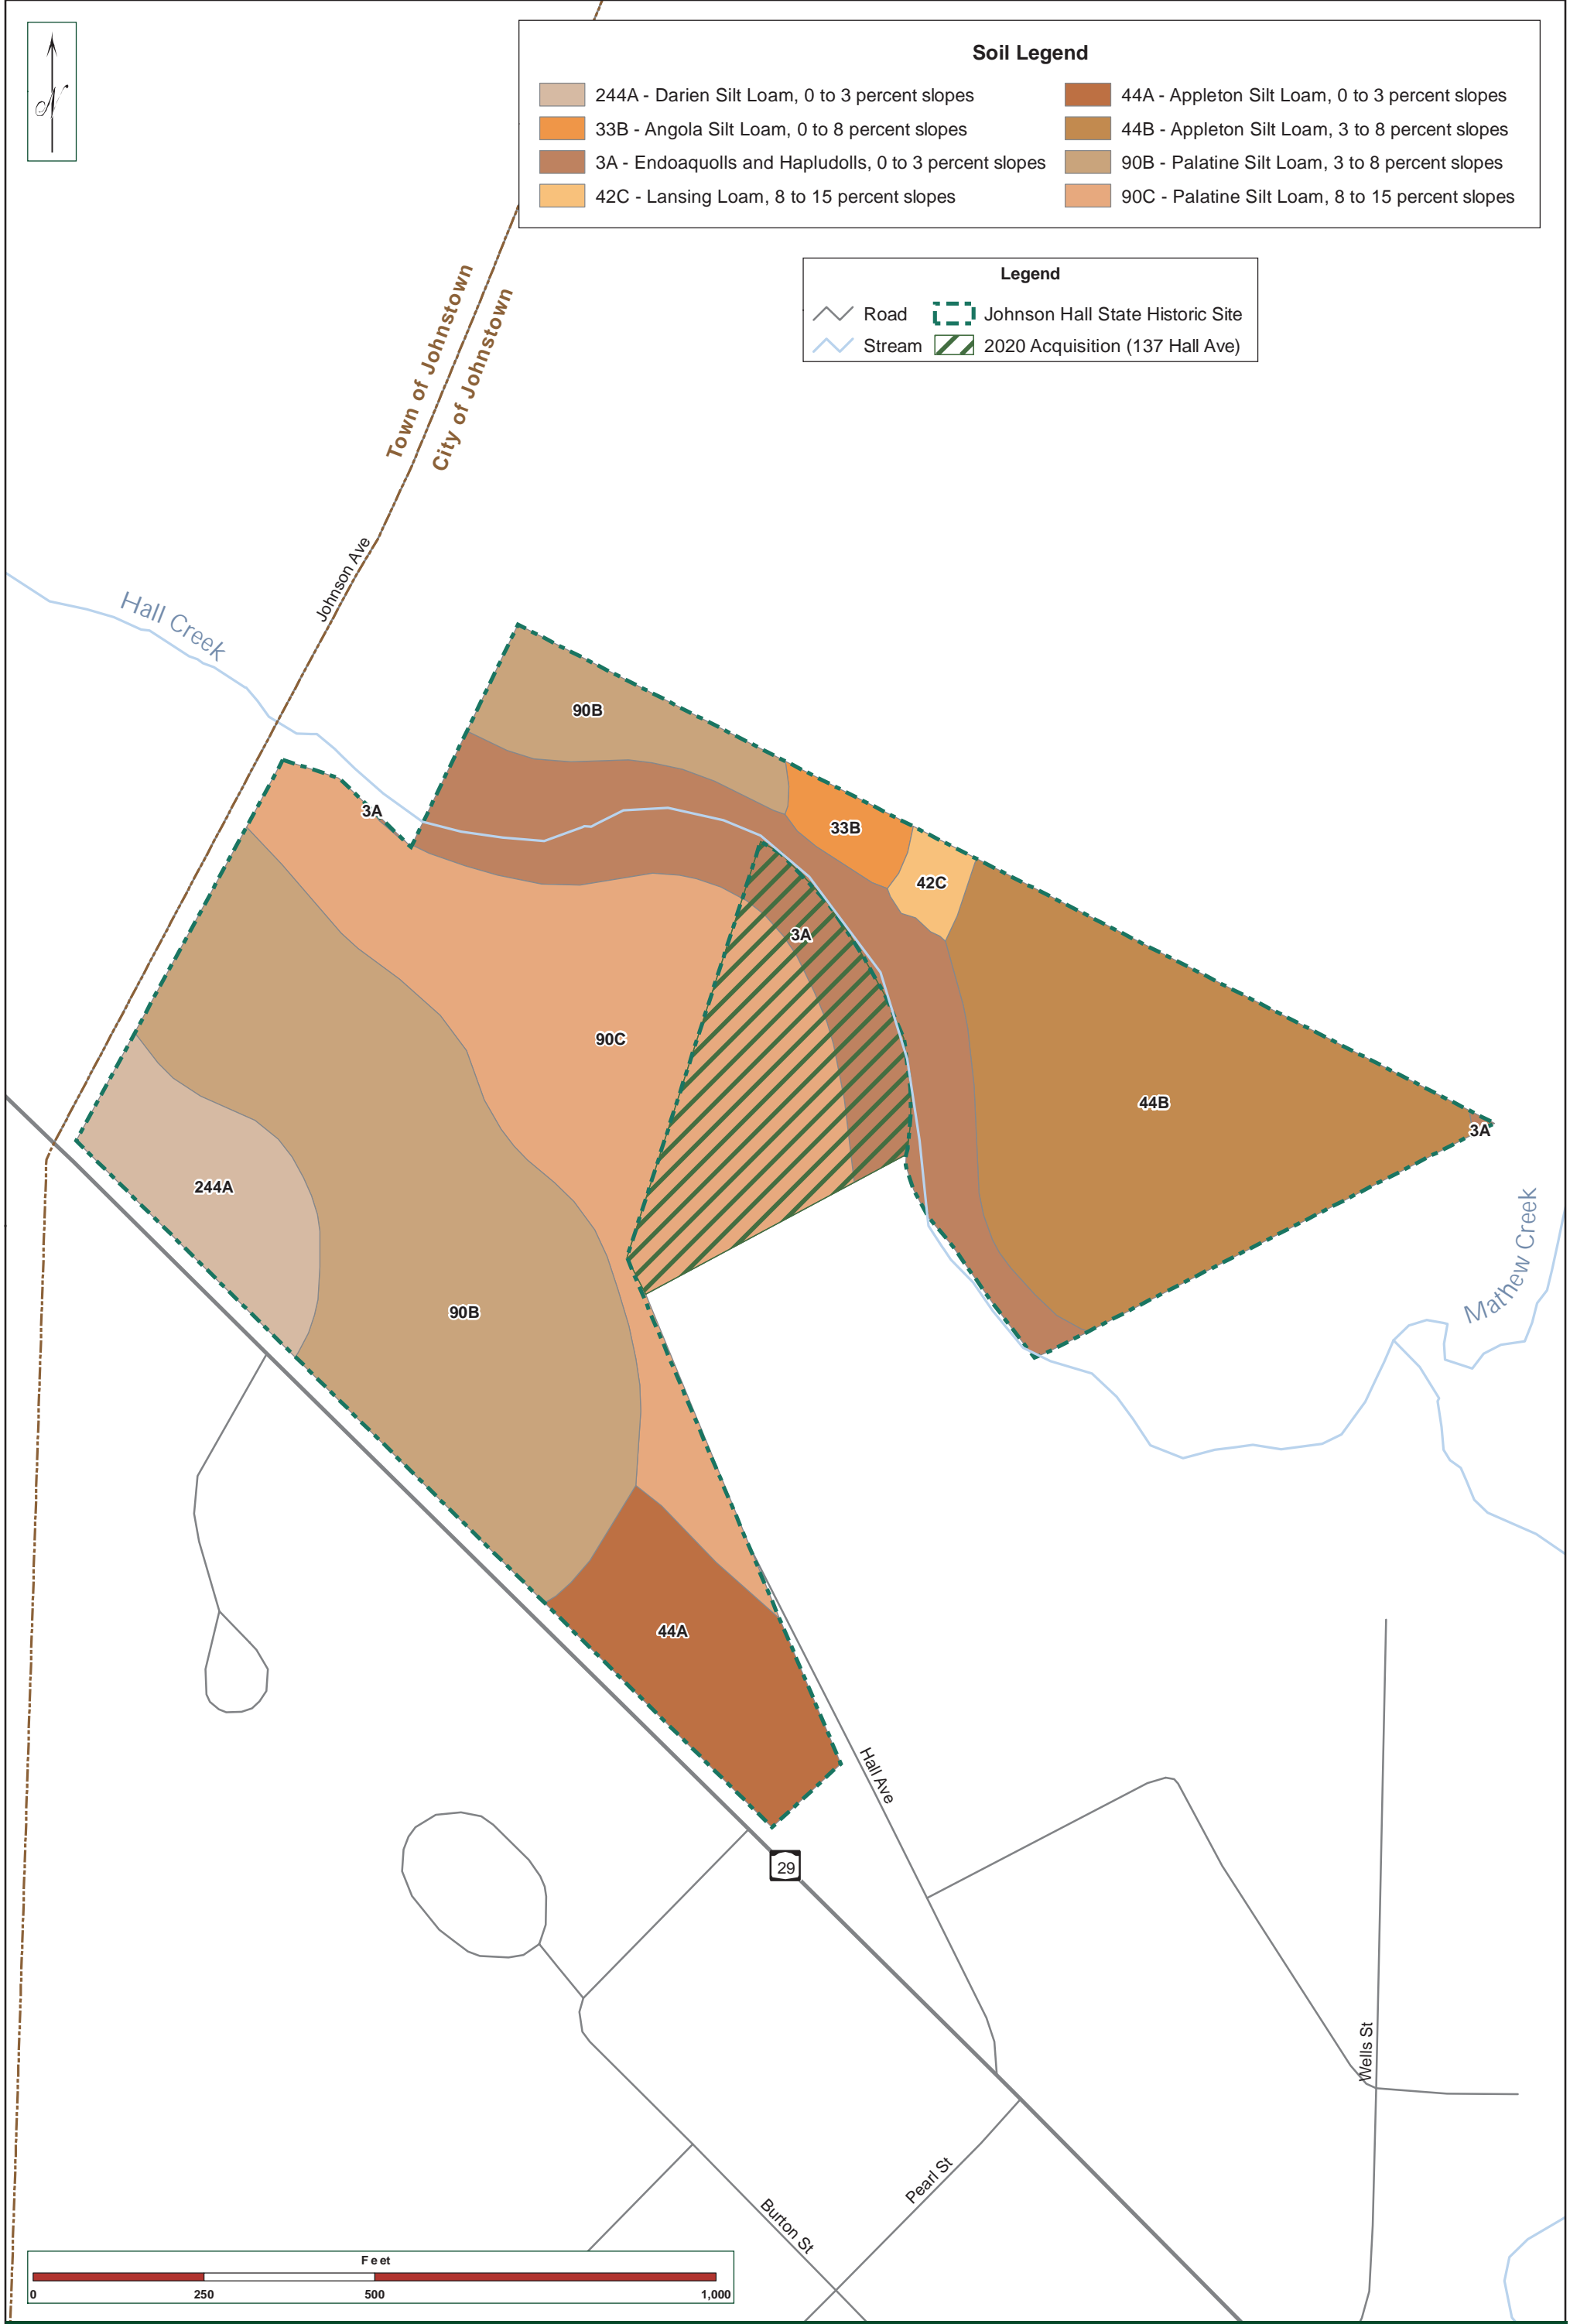 N
Soil Legend
244A - Darien Silt Loam, 0 to 3 percent slopes
33B - Angola Silt Loam, 0 to 8 percent slopes
3A - Endoaquolls and Hapludolls, 0 to 3 percent slopes
42C - Lansing Loam, 8 to 15 percent slopes
44A - Appleton Silt Loam, 0 to 3 percent slopes
44B - Appleton Silt Loam, 3 to 8 percent slopes
90B - Palatine Silt Loam, 3 to 8 percent slopes
90C - Palatine Silt Loam, 8 to 15 percent slopes
Legend
Road
Johnson Hall State Historic Site
Stream
2020 Acquisition (137 Hall Ave)
Town of Johnstown
City of Johnstown
Johnson Ave
Hall Creek
90B
3A
33B
42C
3A
90C
44B
3A
244A
Mathew Creek
90B
44A
Hall Ave
29
Wells St
Pearl St
Burton St
Feet
0 250 500 1,000